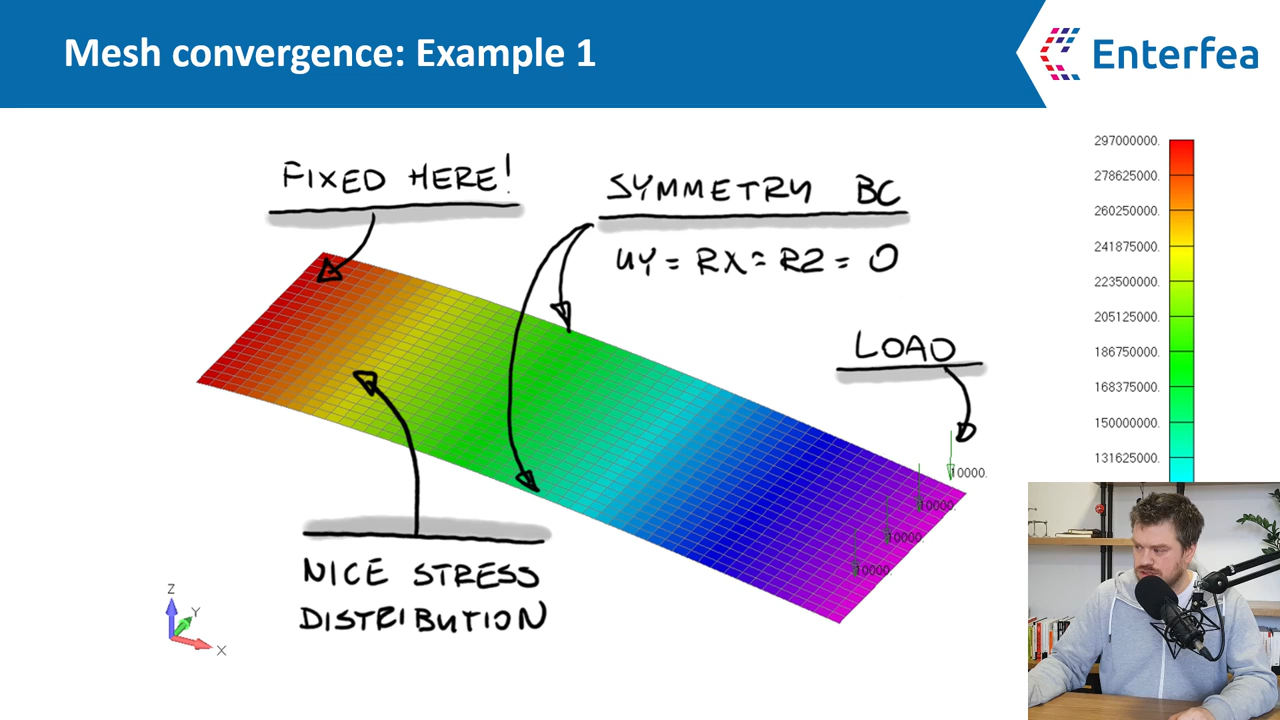 Mesh convergence: Example 1
Enterfea
FIXED HERE!
SYMMETRY BC
UY = RX = RZ = 0
LOAD
NICE STRESS
DISTRIBUTION
10000.
10000.
10000.
10000.
297000000.
278625000.
260250000.
241875000.
223500000.
205125000.
186750000.
168375000.
150000000.
131625000.
Z
Y
X